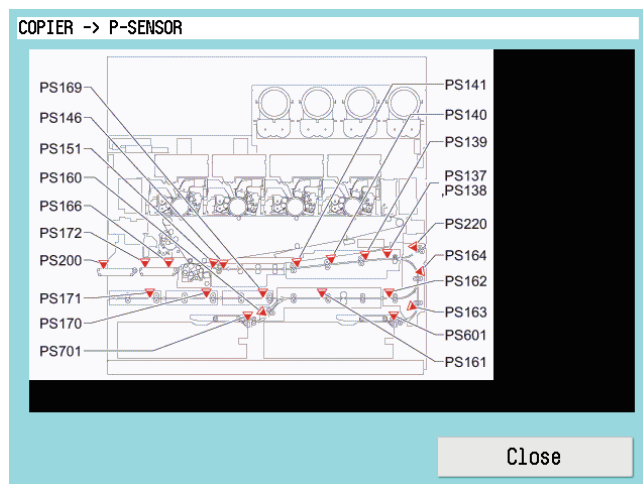 COPIER -> P-SENSOR
PS169
PS146
PS151
PS160
PS166
PS172
PS200
PS171
PS170
PS701
PS141
PS140
PS139
PS137
,PS138
PS220
PS164
PS162
PS163
PS601
PS161
Close